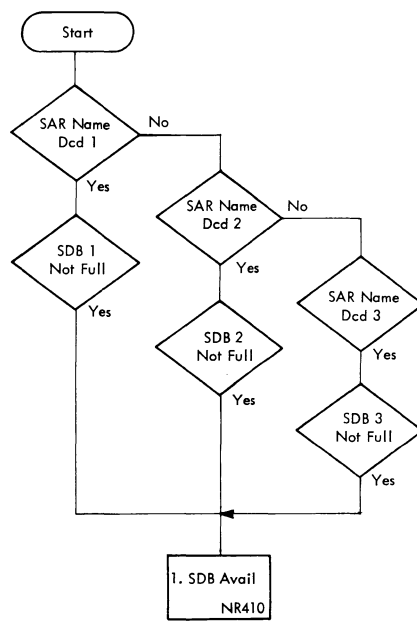 Start
SAR Name
Dcd 1
No
Yes
SDB 1
Not Full
Yes
SAR Name
Dcd 2
No
Yes
SDB 2
Not Full
Yes
SAR Name
Dcd 3
Yes
SDB 3
Not Full
Yes
1. SDB Avail
NR410